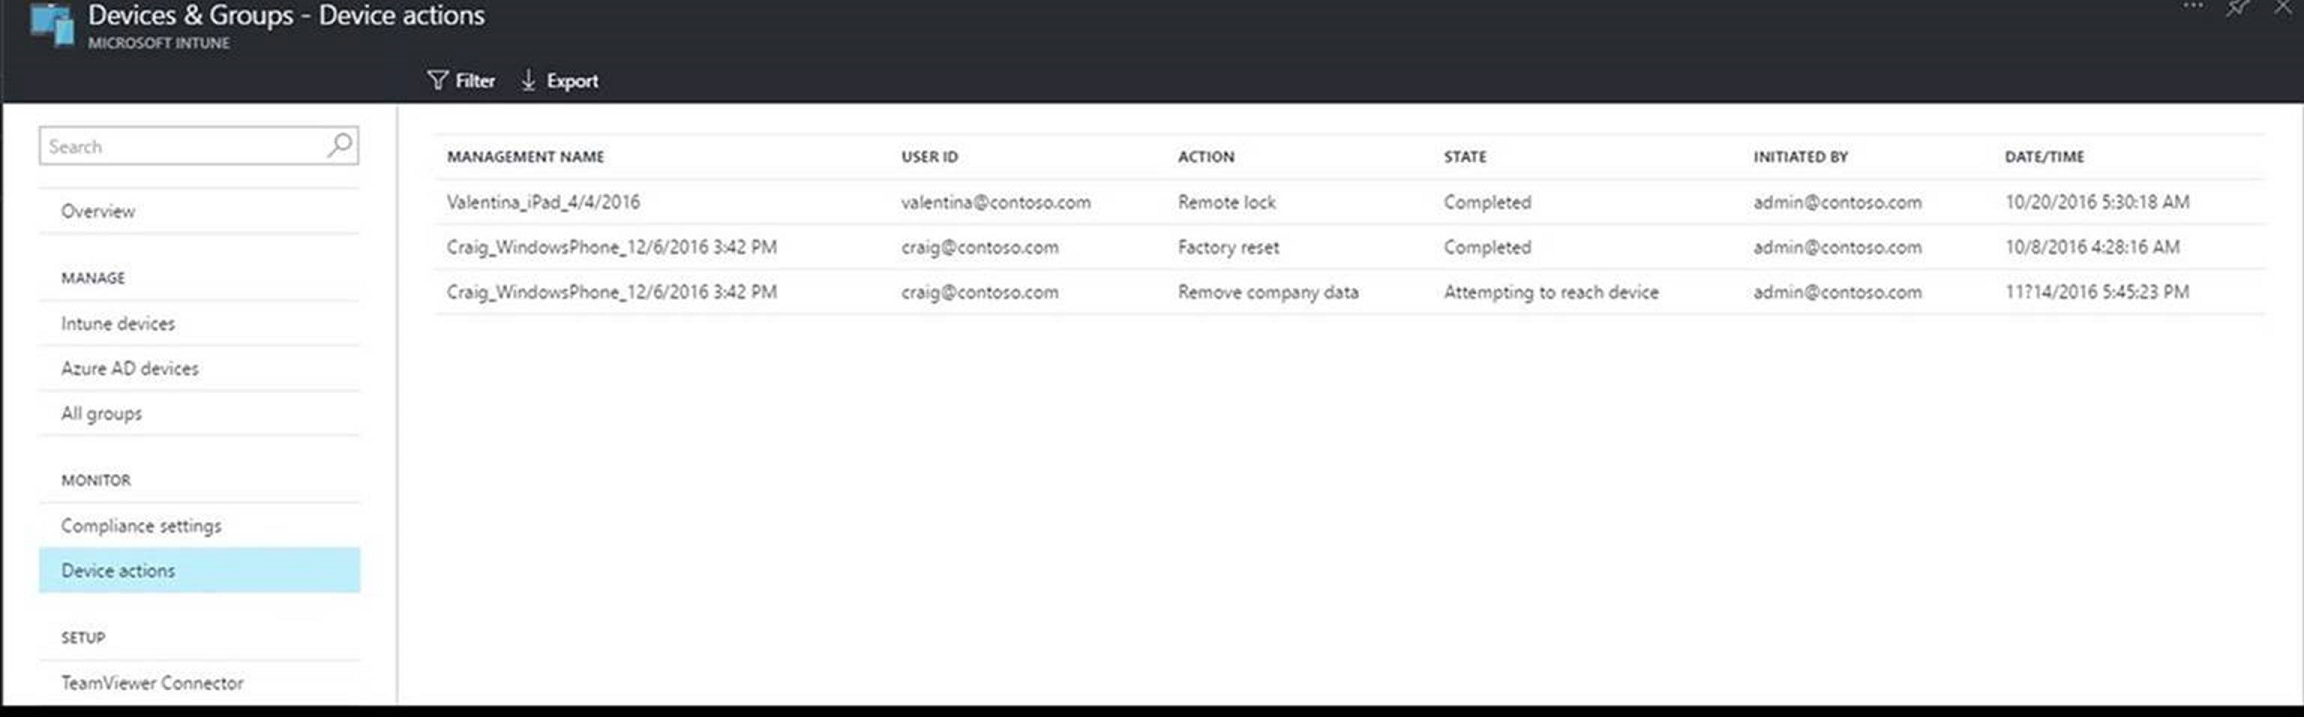 Devices & Groups - Device actions
MICROSOFT INTUNE
Filter Export
Search
Overview
MANAGE
Intune devices
Azure AD devices
All groups
MONITOR
Compliance settings
Device actions
SETUP
TeamViewer Connector
MANAGEMENT NAME USER ID ACTION STATE INITIATED BY DATE/TIME
Valentina_iPad_4/4/2016 valentina@contoso.com Remote lock Completed admin@contoso.com 10/20/2016 5:30:18 AM
Craig_WindowsPhone_12/6/2016 3:42 PM craig@contoso.com Factory reset Completed admin@contoso.com 10/8/2016 4:28:16 AM
Craig_WindowsPhone_12/6/2016 3:42 PM craig@contoso.com Remove company data Attempting to reach device admin@contoso.com 11?14/2016 5:45:23 PM